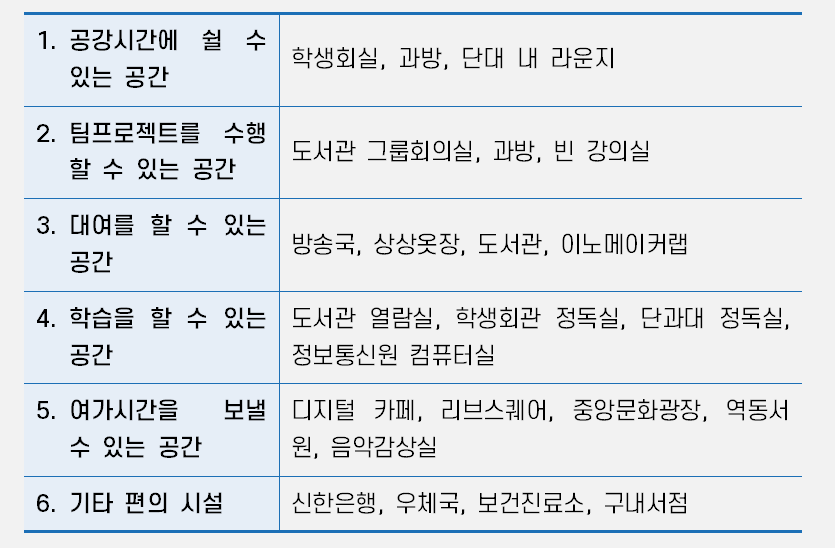 1. 공강시간에 쉴 수
있는 공간
학생회실, 과방, 단대 내 라운지
2. 팀프로젝트를 수행
할 수 있는 공간
도서관 그룹회의실, 과방, 빈 강의실
3. 대여를 할 수 있는
공간
방송국, 상상옷장, 도서관, 이노메이커랩
4. 학습을 할 수 있는
공간
도서관 열람실, 학생회관 정독실, 단과대 정독실,
정보통신원 컴퓨터실
5. 여가시간을 보낼
수 있는 공간
디지털 카페, 리브스퀘어, 중앙문화광장, 역동서
원, 음악감상실
6. 기타 편의 시설
신한은행, 우체국, 보건진료소, 구내서점